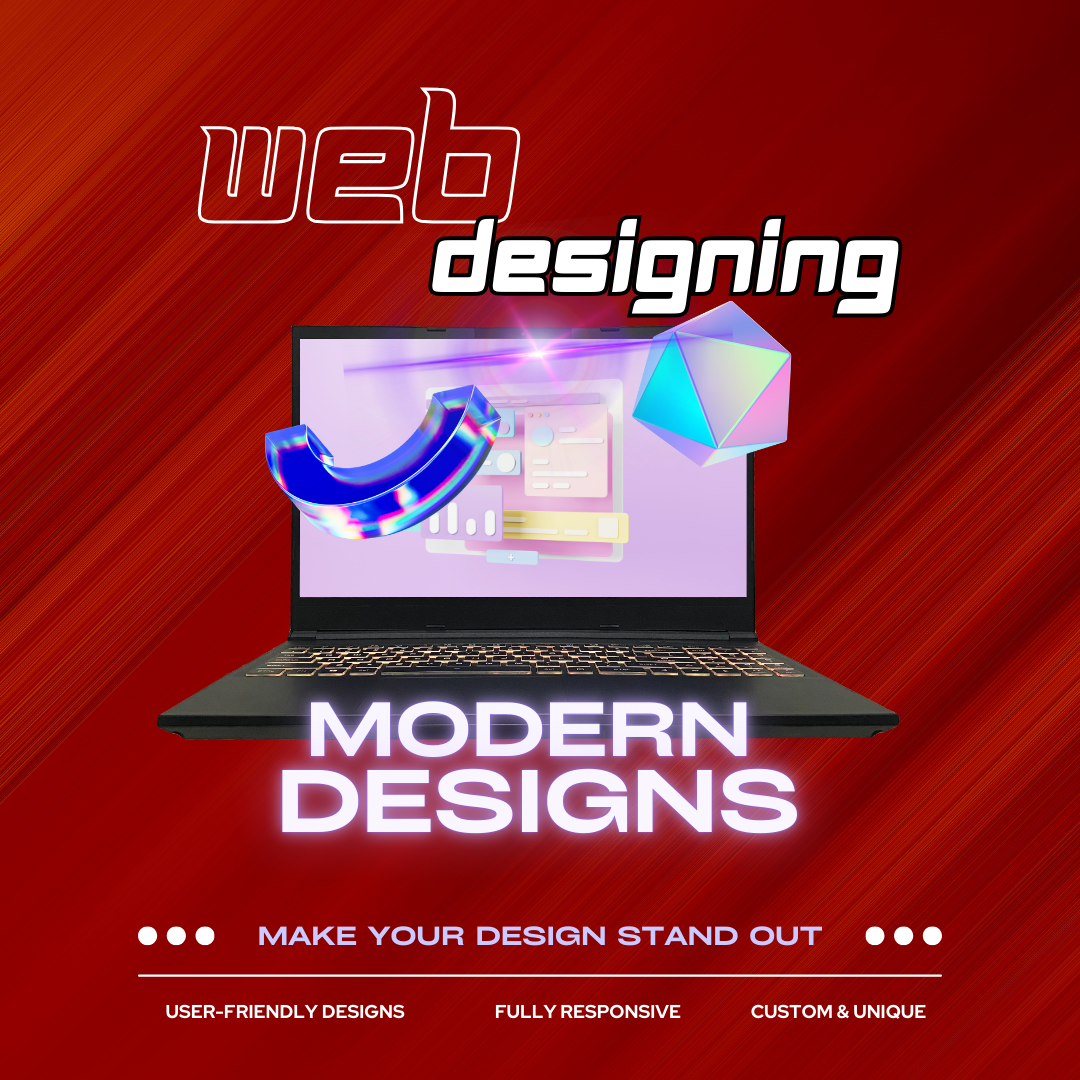 web
designing
MODERN
DESIGNS
MAKE YOUR DESIGN STAND OUT
USER-FRIENDLY DESIGNS FULLY RESPONSIVE CUSTOM & UNIQUE